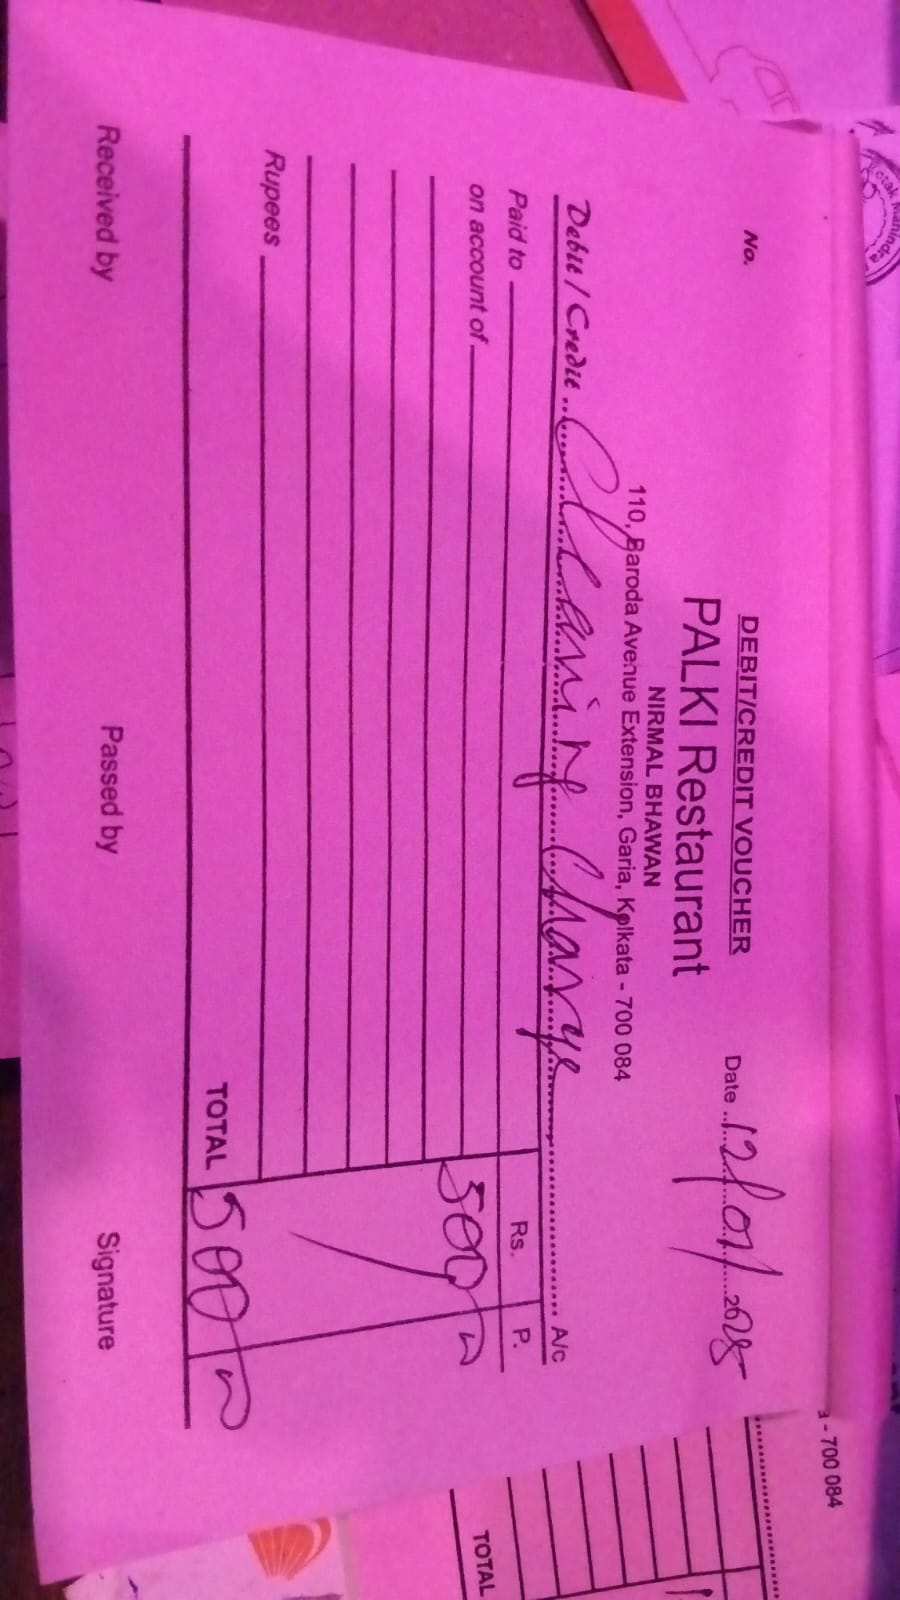 DEBIT/CREDIT VOUCHER
PALKI Restaurant
NIRMAL BHAWAN
110, Baroda Avenue Extension, Garia, Kolkata - 700 084
No.
Date 12/01/2025
Debit / Credit Cleaning Charge A/c
Paid to Rs. P.
on account of 500/-
Rupees
TOTAL 500/-
Received by Passed by Signature
- 700 084
TOTAL